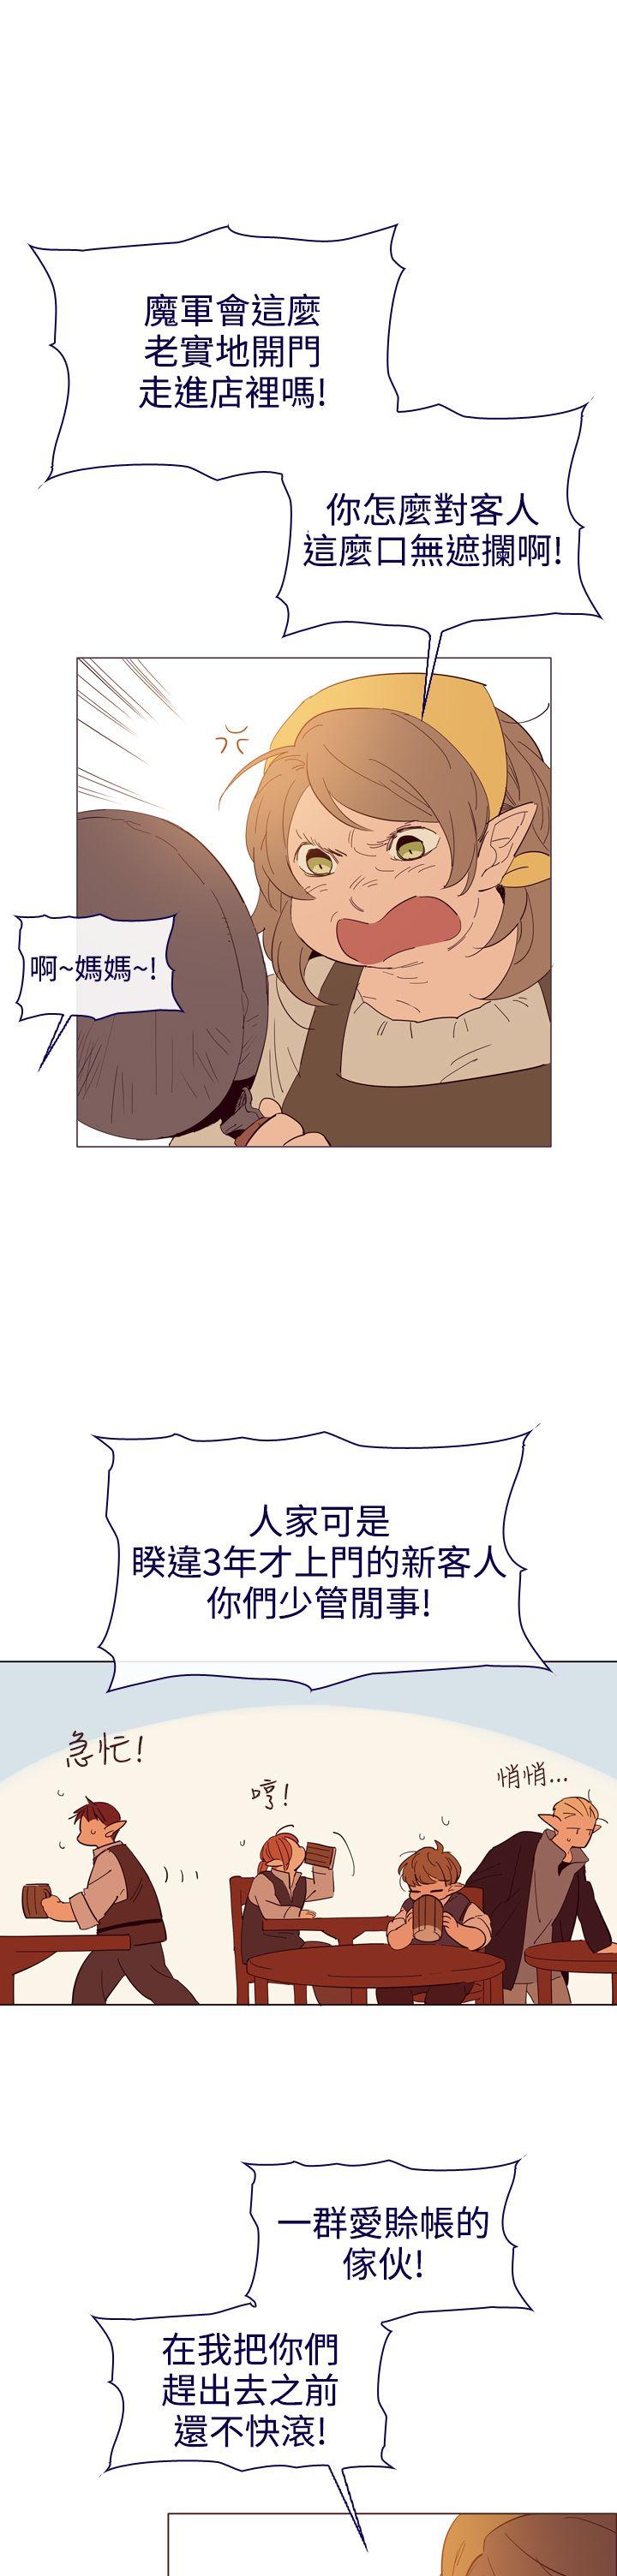 魔軍會這麼
老實地開門
走進店裡嗎!
你怎麼對客人
這麼口無遮攔啊!
啊~媽媽~!
人家可是
睽違3年才上門的新客人
你們少管閒事!
急忙!
哼!
悄悄...
一群愛賒帳的
傢伙!
在我把你們
趕出去之前
還不快滾!